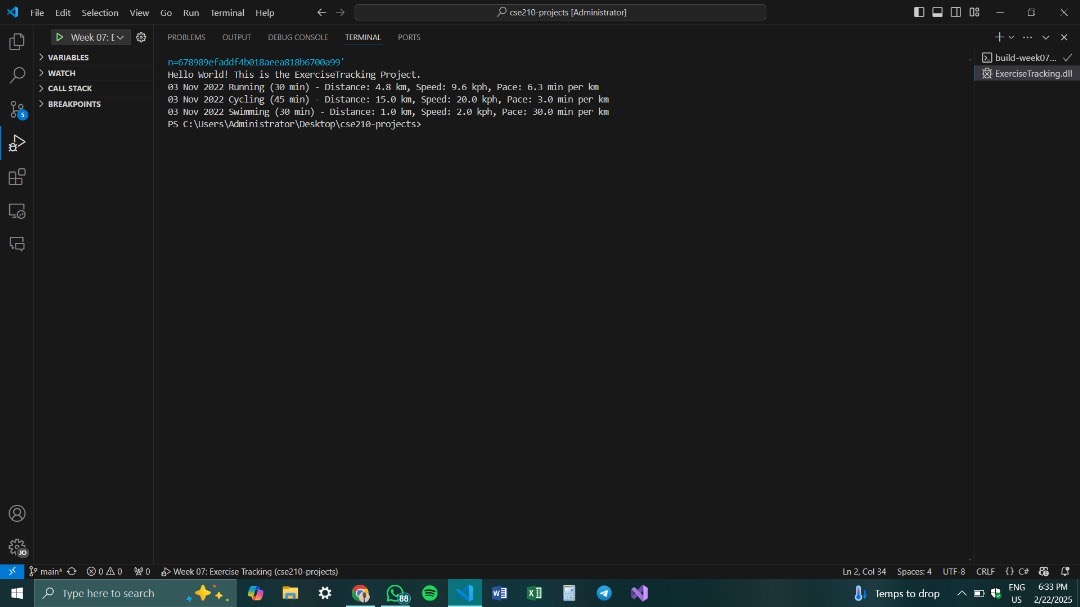 File Edit Selection View Go Run Terminal Help
cse210-projects [Administrator]
Week 07: E
PROBLEMS OUTPUT DEBUG CONSOLE TERMINAL PORTS
VARIABLES
WATCH
CALL STACK
BREAKPOINTS
5
n=678989efaddf4b018aeea818b6700a99'
Hello World! This is the ExerciseTracking Project.
03 Nov 2022 Running (30 min) - Distance: 4.8 km, Speed: 9.6 kph, Pace: 6.3 min per km
03 Nov 2022 Cycling (45 min) - Distance: 15.0 km, Speed: 20.0 kph, Pace: 3.0 min per km
03 Nov 2022 Swimming (30 min) - Distance: 1.0 km, Speed: 2.0 kph, Pace: 30.0 min per km
PS C:\Users\Administrator\Desktop\cse210-projects>
build-week07...
ExerciseTracking.dll
JO
main* 0 0 0 Week 07: Exercise Tracking (cse210-projects)
Ln 2, Col 34 Spaces: 4 UTF-8 CRLF {} C#
Type here to search
88
Temps to drop
ENG
US
6:33 PM
2/22/2025